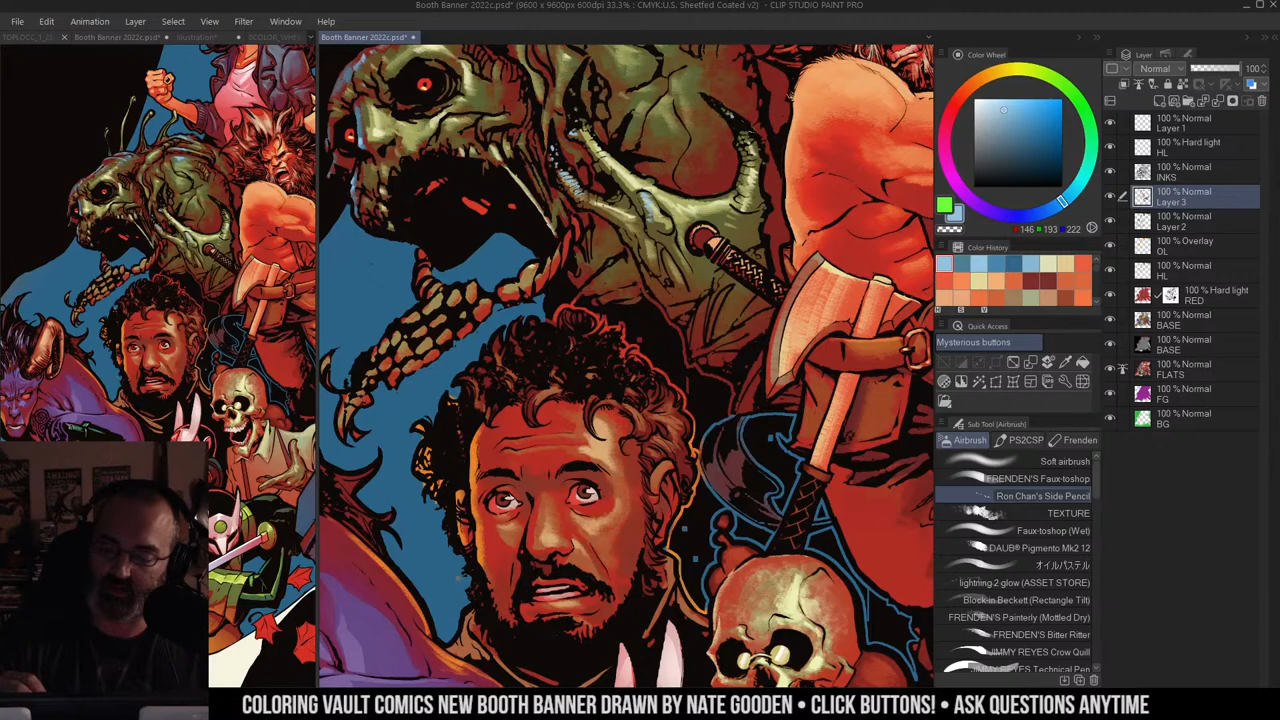 Booth Banner 2022c.psd* (9600 x 9600px 600dpi 33.3% : CMYK:U.S. Sheetfed Coated v2) - CLIP STUDIO PAINT PRO
File Edit Animation Layer Select View Filter Window Help
Booth Banner 2022c.psd* Illustration* Booth Banner 2022c.psd*
Color Wheel
146 193 222
Color History
H S V
Quick Access
Mysterious buttons
Sub Tool (Airbrush)
Airbrush PS2CSP Frenden
Soft airbrush
FRENDEN'S Faux-toshop
Ron Chan's Side Pencil
TEXTURE
Faux-toshop (Wet)
DAUB® Pigmento Mk2 12
オイルパステル
lightning 2 glow (ASSET STORE)
Block-in Beckett (Rectangle Tilt)
FRENDEN'S Painterly (Mottled Dry)
FRENDEN'S Bitter Ritter
JIMMY REYES Crow Quill
JIMMY REYES Technical Pen
Layer
Normal 100
100 % Normal
Layer 1
100 % Hard light
HL
100 % Normal
INKS
100 % Normal
Layer 3
100 % Normal
Layer 2
100 % Overlay
OL
100 % Normal
HL
100 % Hard light
RED
100 % Normal
BASE
100 % Normal
BASE
100 % Normal
FLATS
100 % Normal
FG
100 % Normal
BG
COLORING VAULT COMICS NEW BOOTH BANNER DRAWN BY NATE GOODEN • CLICK BUTTONS! • ASK QUESTIONS ANYTIME